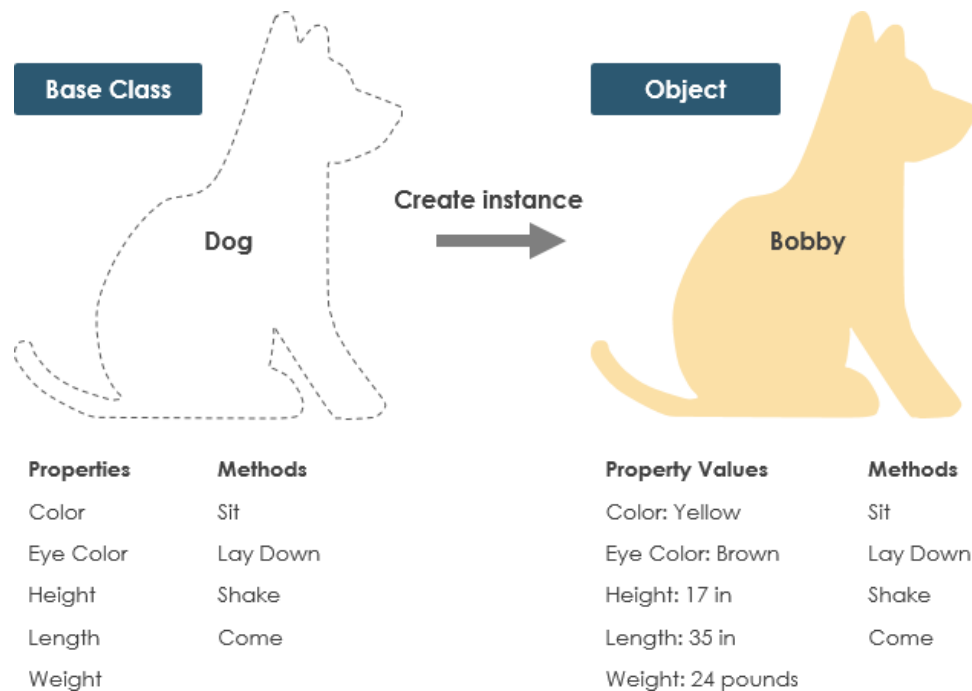 Base Class
Object
Create instance
Dog
Bobby
Properties Methods
Color Sit
Eye Color Lay Down
Height Shake
Length Come
Weight
Property Values Methods
Color: Yellow Sit
Eye Color: Brown Lay Down
Height: 17 in Shake
Length: 35 in Come
Weight: 24 pounds